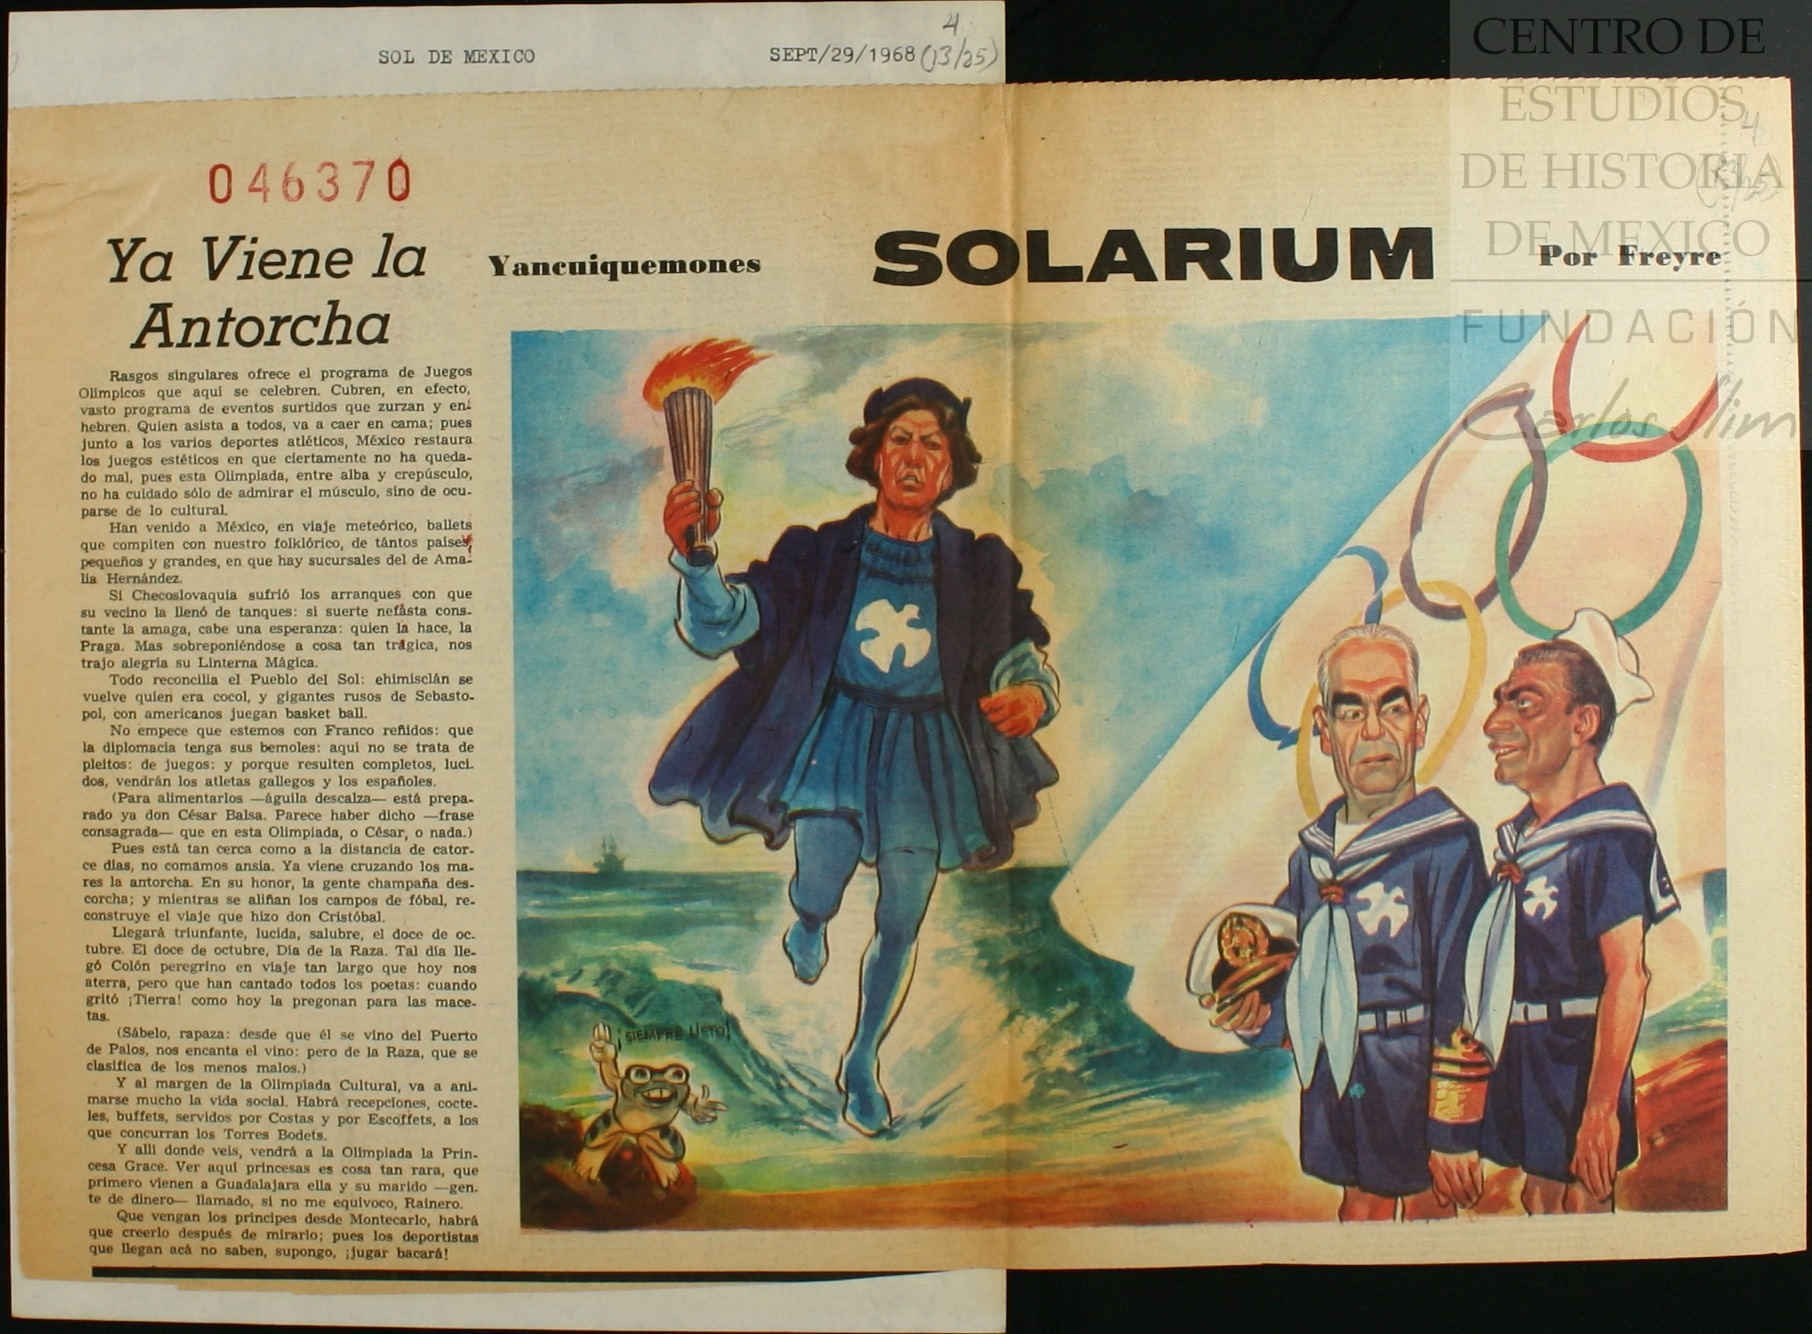 4
SOL DE MEXICO SEPT/29/1968 (13/25)
CENTRO DE
ESTUDIOS
DE HISTORIA
DE MEXICO
FUNDACIÓN
Carlos Slim
4
046370
Ya Viene la
Antorcha
Yancuiquemones
SOLARIUM
Por Freyre
Rasgos singulares ofrece el programa de Juegos
Olímpicos que aquí se celebren. Cubren, en efecto,
vasto programa de eventos surtidos que zurzan y en-
hebren. Quien asista a todos, va a caer en cama; pues
junto a los varios deportes atléticos, México restaura
los juegos estéticos en que ciertamente no ha queda-
do mal, pues esta Olimpíada, entre alba y crepúsculo,
no ha cuidado sólo de admirar el músculo, sino de ocu-
parse de lo cultural.
Han venido a México, en viaje meteórico, ballets
que compiten con nuestro folklórico, de tántos países,
pequeños y grandes, en que hay sucursales del de Ama-
lia Hernández.
Si Checoslovaquia sufrió los arranques con que
su vecino la llenó de tanques: si suerte nefasta cons-
tante la amaga, cabe una esperanza: quien la hace, la
Praga. Mas sobreponiéndose a cosa tan trágica, nos
trajo alegría su Linterna Mágica.
Todo reconcilia el Pueblo del Sol: chimisclán se
vuelve quien era cocol, y gigantes rusos de Sebasto-
pol, con americanos juegan basket ball.
No empece que estemos con Franco reñidos: que
la diplomacia tenga sus bemoles: aquí no se trata de
pleitos: de juegos: y porque resulten completos, luci-
dos, vendrán los atletas gallegos y los españoles.
(Para alimentarlos —águila descalza— está prepa-
rado ya don César Balsa. Parece haber dicho —frase
consagrada— que en esta Olimpíada, o César, o nada.)
Pues está tan cerca como a la distancia de cator-
ce días, no comamos ansia. Ya viene cruzando los ma-
res la antorcha. En su honor, la gente champaña des-
corcha; y mientras se aliñan los campos de fóbal, re-
construye el viaje que hizo don Cristóbal.
Llegará triunfante, lucida, salubre, el doce de oc-
tubre. El doce de octubre, Día de la Raza. Tal día lle-
gó Colón peregrino en viaje tan largo que hoy nos
aterra, pero que han cantado todos los poetas: cuando
gritó ¡Tierra! como hoy la pregonan para las mace-
tas.
(Sábelo, rapaza: desde que él se vino del Puerto
de Palos, nos encanta el vino: pero de la Raza, que se
clasifica de los menos malos.)
Y al margen de la Olimpíada Cultural, va a ani-
marse mucho la vida social. Habrá recepciones, cocte-
les, buffets, servidos por Costas y por Escoffets, a los
que concurran los Torres Bodets.
Y allí donde veis, vendrá a la Olimpíada la Prin-
cesa Grace. Ver aquí princesas es cosa tan rara, que
primero vienen a Guadalajara ella y su marido —gen-
te de dinero— llamado, si no me equivoco, Rainero.
Que vengan los príncipes desde Montecarlo, habrá
que creerlo después de mirarlo; pues los deportistas
que llegan acá no saben, supongo, ¡jugar bacará!
¡SIEMPRE LISTO!